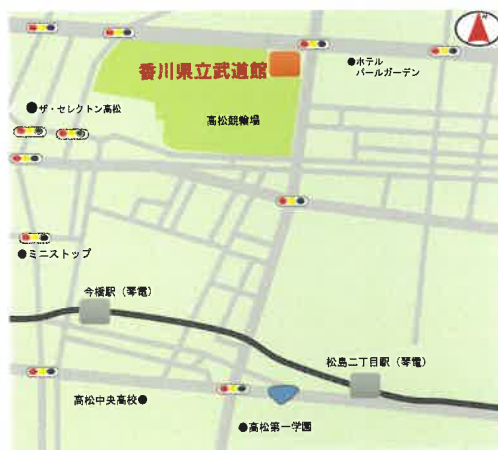 N
香川県立武道館
●ホテル
パールガーデン
●ザ・セレクトン高松
高松競輪場
●ミニストップ
今橋駅（琴電）
松島二丁目駅（琴電）
高松中央高校●
●高松第一学園